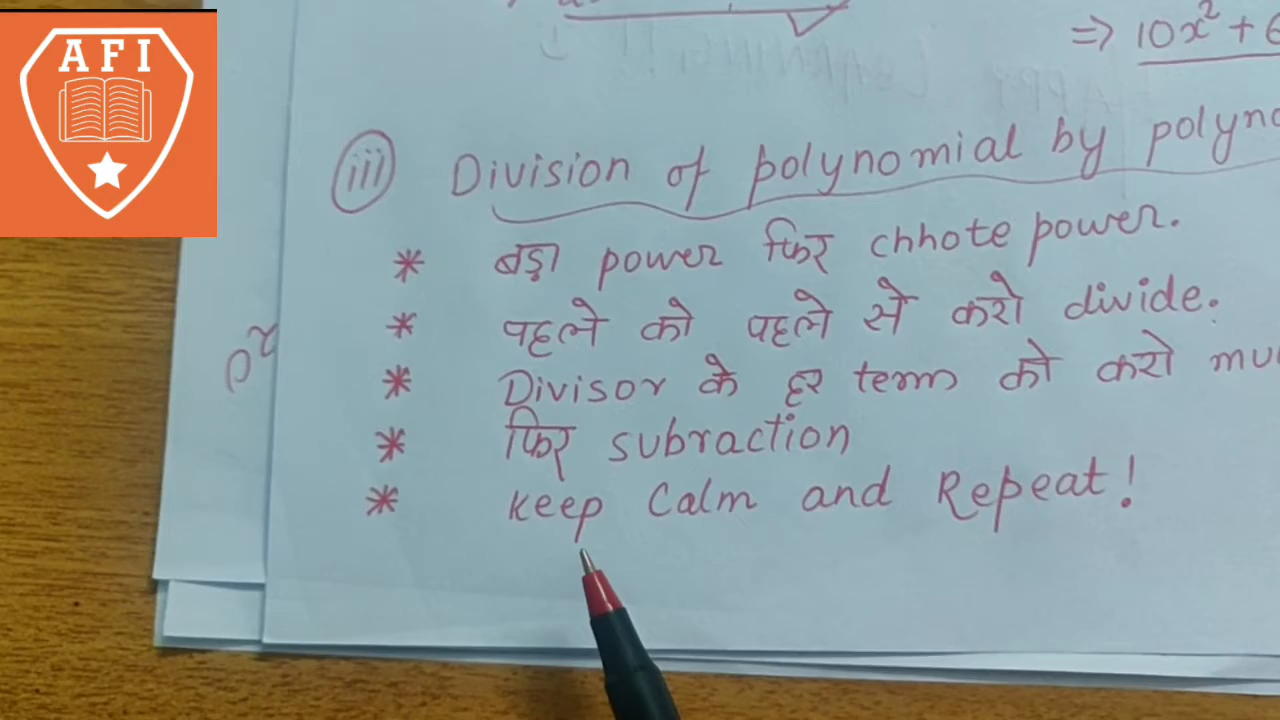 AFI
⇒ 10x² + 6
(iii) Division of polynomial by polyno
* बड़ा power फिर chhote power.
* पहले को पहले से करो divide.
* Divisor के हर term को करो mu
* फिर subraction
* Keep Calm and Repeat!